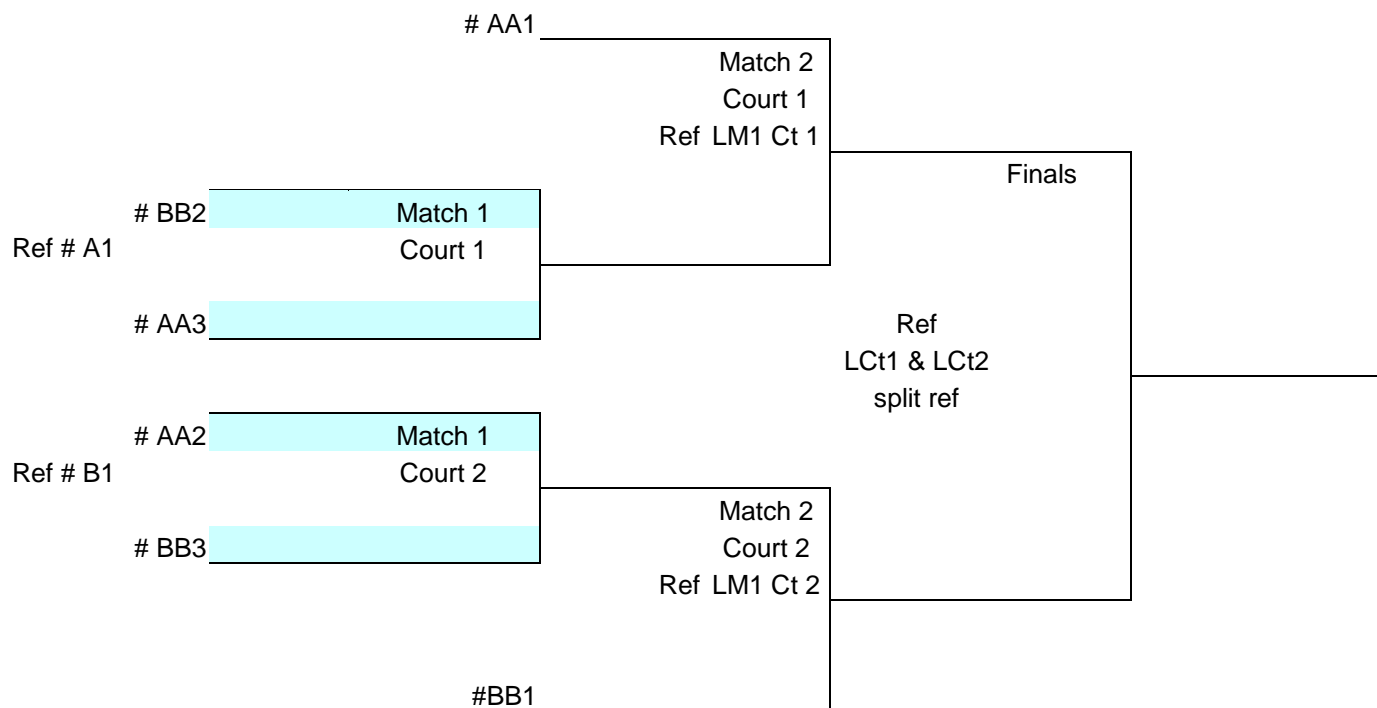 # AA1
Match 2
Court 1
Ref LM1 Ct 1
Finals
# BB2 Match 1
Ref # A1 Court 1
# AA3
Ref
LCt1 & LCt2
split ref
# AA2 Match 1
Ref # B1 Court 2
# BB3
Match 2
Court 2
Ref LM1 Ct 2
#BB1